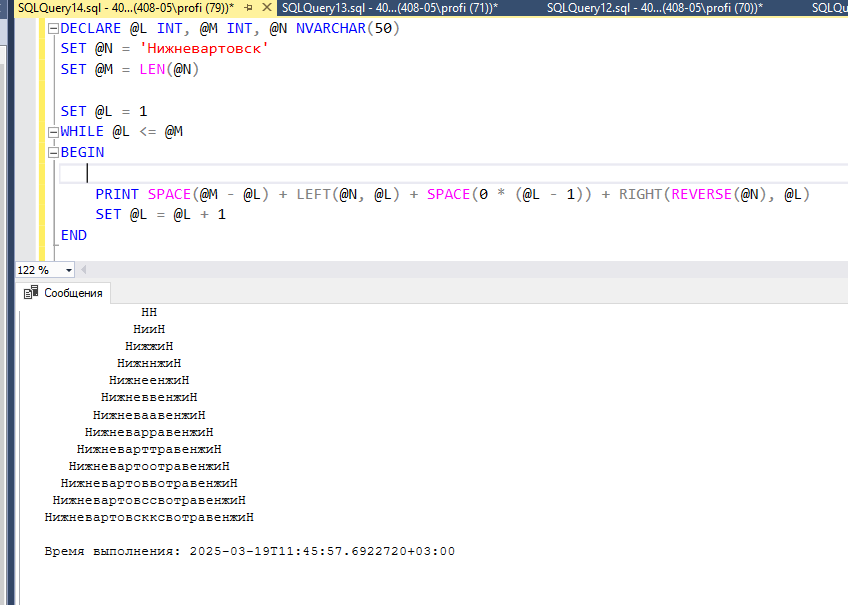 SQLQuery14.sql - 40...(408-05\profi (79))* SQLQuery13.sql - 40...(408-05\profi (71))* SQLQuery12.sql - 40...(408-05\profi (70))* SQLQu
DECLARE @L INT, @M INT, @N NVARCHAR(50)
SET @N = 'Нижневартовск'
SET @M = LEN(@N)
SET @L = 1
WHILE @L <= @M
BEGIN
PRINT SPACE(@M - @L) + LEFT(@N, @L) + SPACE(0 * (@L - 1)) + RIGHT(REVERSE(@N), @L)
SET @L = @L + 1
END
122 %
Сообщения
НН
НииН
НижжиН
НижннжиН
НижнеенжиН
НижневвенжиН
НижневаавенжиН
НижневарравенжиН
НижневарттравенжиН
НижневартоотравенжиН
НижневартоввотравенжиН
НижневартовссвотравенжиН
НижневартовскксвотравенжиН
Время выполнения: 2025-03-19T11:45:57.6922720+03:00